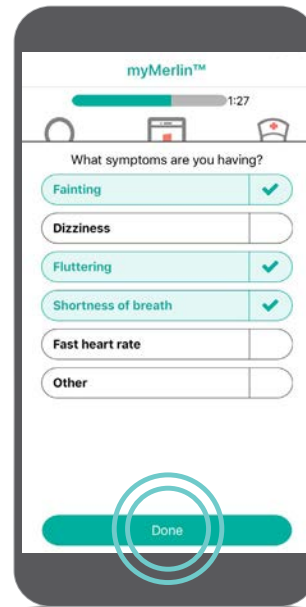 myMerlin™
1:27
What symptoms are you having?
Fainting
Dizziness
Fluttering
Shortness of breath
Fast heart rate
Other
Done